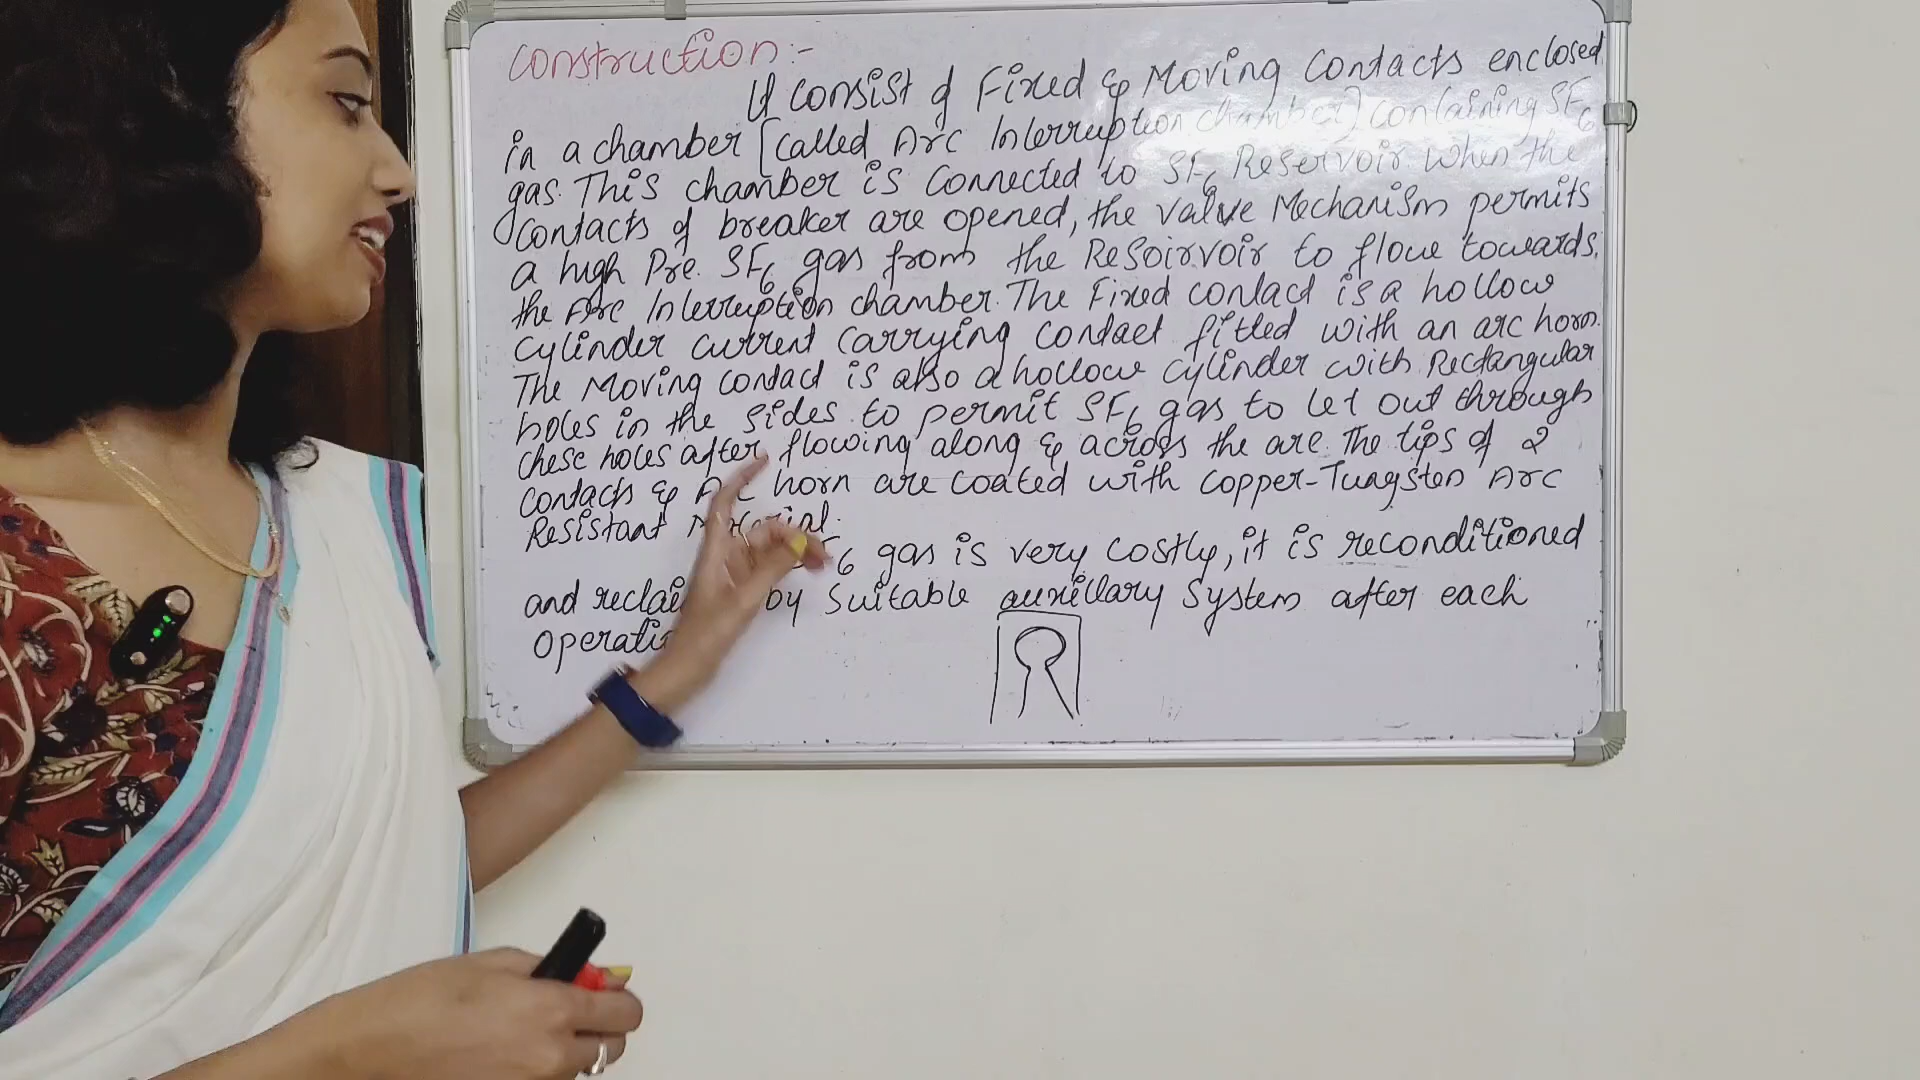 Construction:-
It consist of Fixed & Moving Contacts enclosed
in a chamber [called Arc Interruption chamber] containing SF6
gas. This chamber is Connected to SF6 Reservoir. When the
contacts of breaker are opened, the valve Mechanism permits
a high Pre. SF6 gas from the Resoirvoir to flow towards.
the Arc Interruption chamber. The Fixed contact is a hollow
cylinder current carrying contact fitted with an arc horn.
The Moving contact is also a hollow cylinder with Rectangular
holes in the sides to permit SF6 gas to let out through
these holes after flowing along & across the arc. The tips of 2
contacts & Arc horn are coated with Copper-Tungsten Arc
Resistant Material.
SF6 gas is very costly, it is reconditioned
and by Suitable auxillary System after each